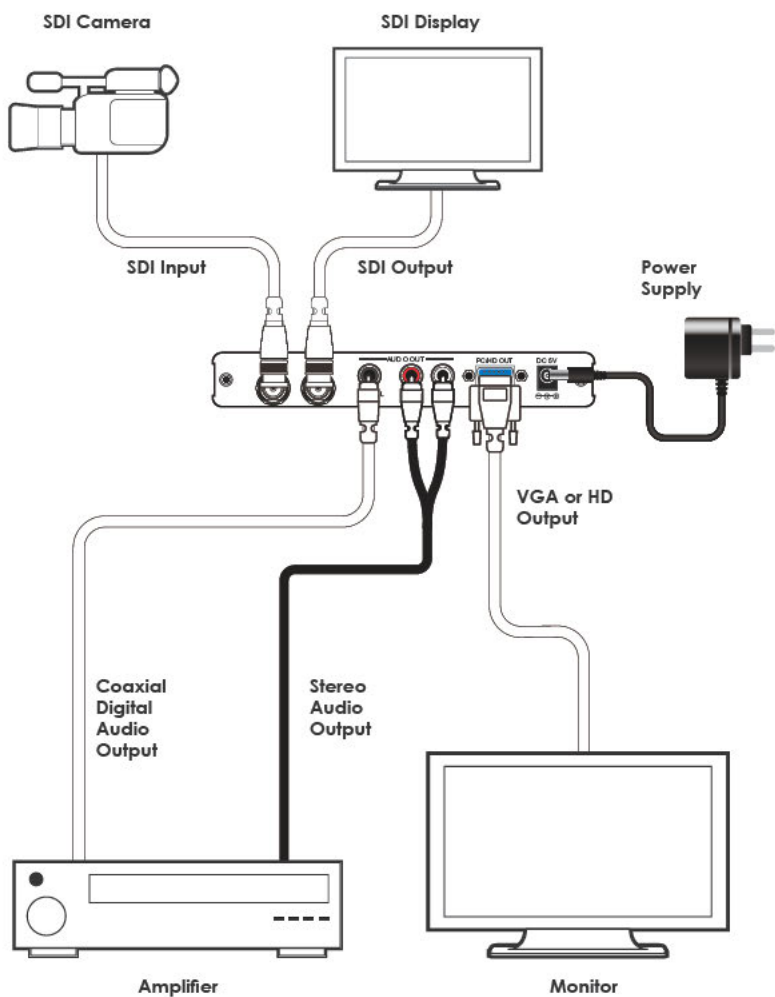 SDI Camera
SDI Display
SDI Input
SDI Output
Power
Supply
AUDIO OUT
PC/HD OUT
DC 5V
VGA or HD
Output
Coaxial
Digital
Audio
Output
Stereo
Audio
Output
Amplifier
Monitor